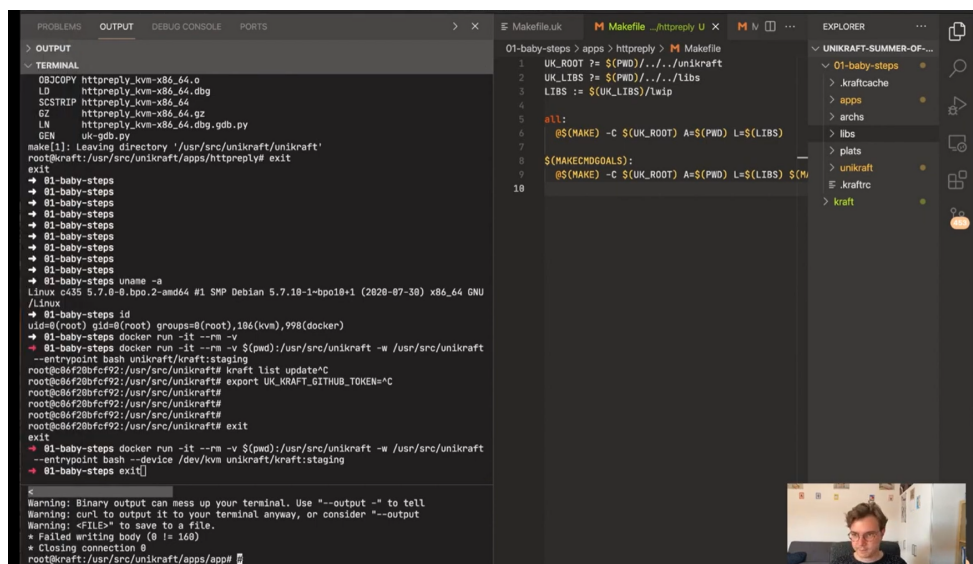 PROBLEMS OUTPUT DEBUG CONSOLE PORTS
> OUTPUT
TERMINAL
OBJCOPY httpreply_kvm-x86_64.o
LD httpreply_kvm-x86_64.dbg
SCSTRIP httpreply_kvm-x86_64
GZ httpreply_kvm-x86_64.gz
LN httpreply_kvm-x86_64.dbg.gdb.py
GEN uk-gdb.py
make[1]: Leaving directory '/usr/src/unikraft/unikraft'
root@kraft:/usr/src/unikraft/apps/httpreply# exit
exit
→ 01-baby-steps
→ 01-baby-steps
→ 01-baby-steps
→ 01-baby-steps
→ 01-baby-steps
→ 01-baby-steps
→ 01-baby-steps
→ 01-baby-steps
→ 01-baby-steps
→ 01-baby-steps uname -a
Linux c435 5.7.0-0.bpo.2-amd64 #1 SMP Debian 5.7.10-1~bpo10+1 (2020-07-30) x86_64 GNU
/Linux
→ 01-baby-steps id
uid=0(root) gid=0(root) groups=0(root),106(kvm),998(docker)
→ 01-baby-steps docker run -it --rm -v
→ 01-baby-steps docker run -it --rm -v $(pwd):/usr/src/unikraft -w /usr/src/unikraft
--entrypoint bash unikraft/kraft:staging
root@c06f20bfcf92:/usr/src/unikraft# kraft list update^C
root@c06f20bfcf92:/usr/src/unikraft# export UK_KRAFT_GITHUB_TOKEN=^C
root@c06f20bfcf92:/usr/src/unikraft#
root@c06f20bfcf92:/usr/src/unikraft#
root@c06f20bfcf92:/usr/src/unikraft#
root@c06f20bfcf92:/usr/src/unikraft# exit
exit
→ 01-baby-steps docker run -it --rm -v $(pwd):/usr/src/unikraft -w /usr/src/unikraft
--entrypoint bash --device /dev/kvm unikraft/kraft:staging
→ 01-baby-steps exit
<
Warning: Binary output can mess up your terminal. Use "--output -" to tell
Warning: curl to output it to your terminal anyway, or consider "--output
Warning: <FILE>" to save to a file.
* Failed writing body (0 != 160)
* Closing connection 0
root@kraft:/usr/src/unikraft/apps/app#
Makefile.uk M Makefile .../httpreply U × M
01-baby-steps > apps > httpreply > M Makefile
1 UK_ROOT ?= $(PWD)/../../unikraft
2 UK_LIBS ?= $(PWD)/../../libs
3 LIBS := $(UK_LIBS)/lwip
4
5 all:
6 @$(MAKE) -C $(UK_ROOT) A=$(PWD) L=$(LIBS)
7
8 $(MAKECMDGOALS):
9 @$(MAKE) -C $(UK_ROOT) A=$(PWD) L=$(LIBS) $(M
10
EXPLORER ...
UNIKRAFT-SUMMER-OF-...
01-baby-steps
> .kraftcache
> apps
> archs
> libs
> plats
> unikraft
.kraftrc
> kraft